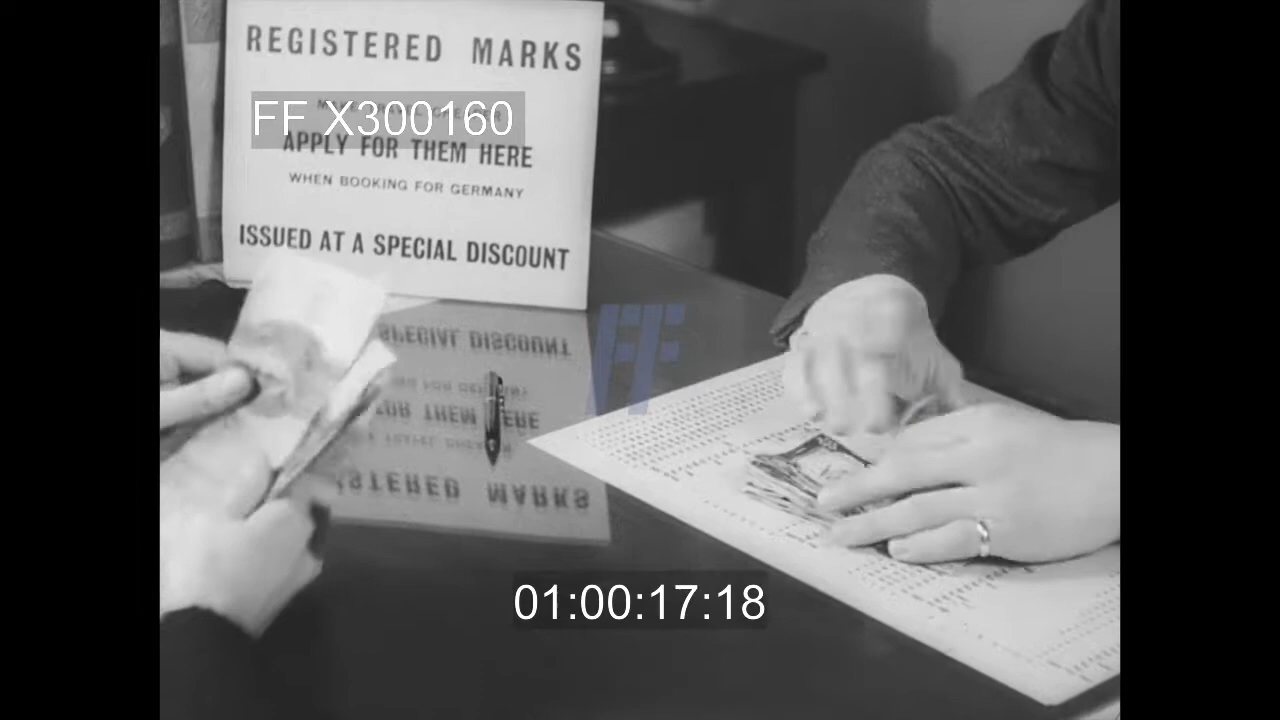 REGISTERED MARKS
FF X300160
APPLY FOR THEM HERE
WHEN BOOKING FOR GERMANY
ISSUED AT A SPECIAL DISCOUNT
FF
01:00:17:18